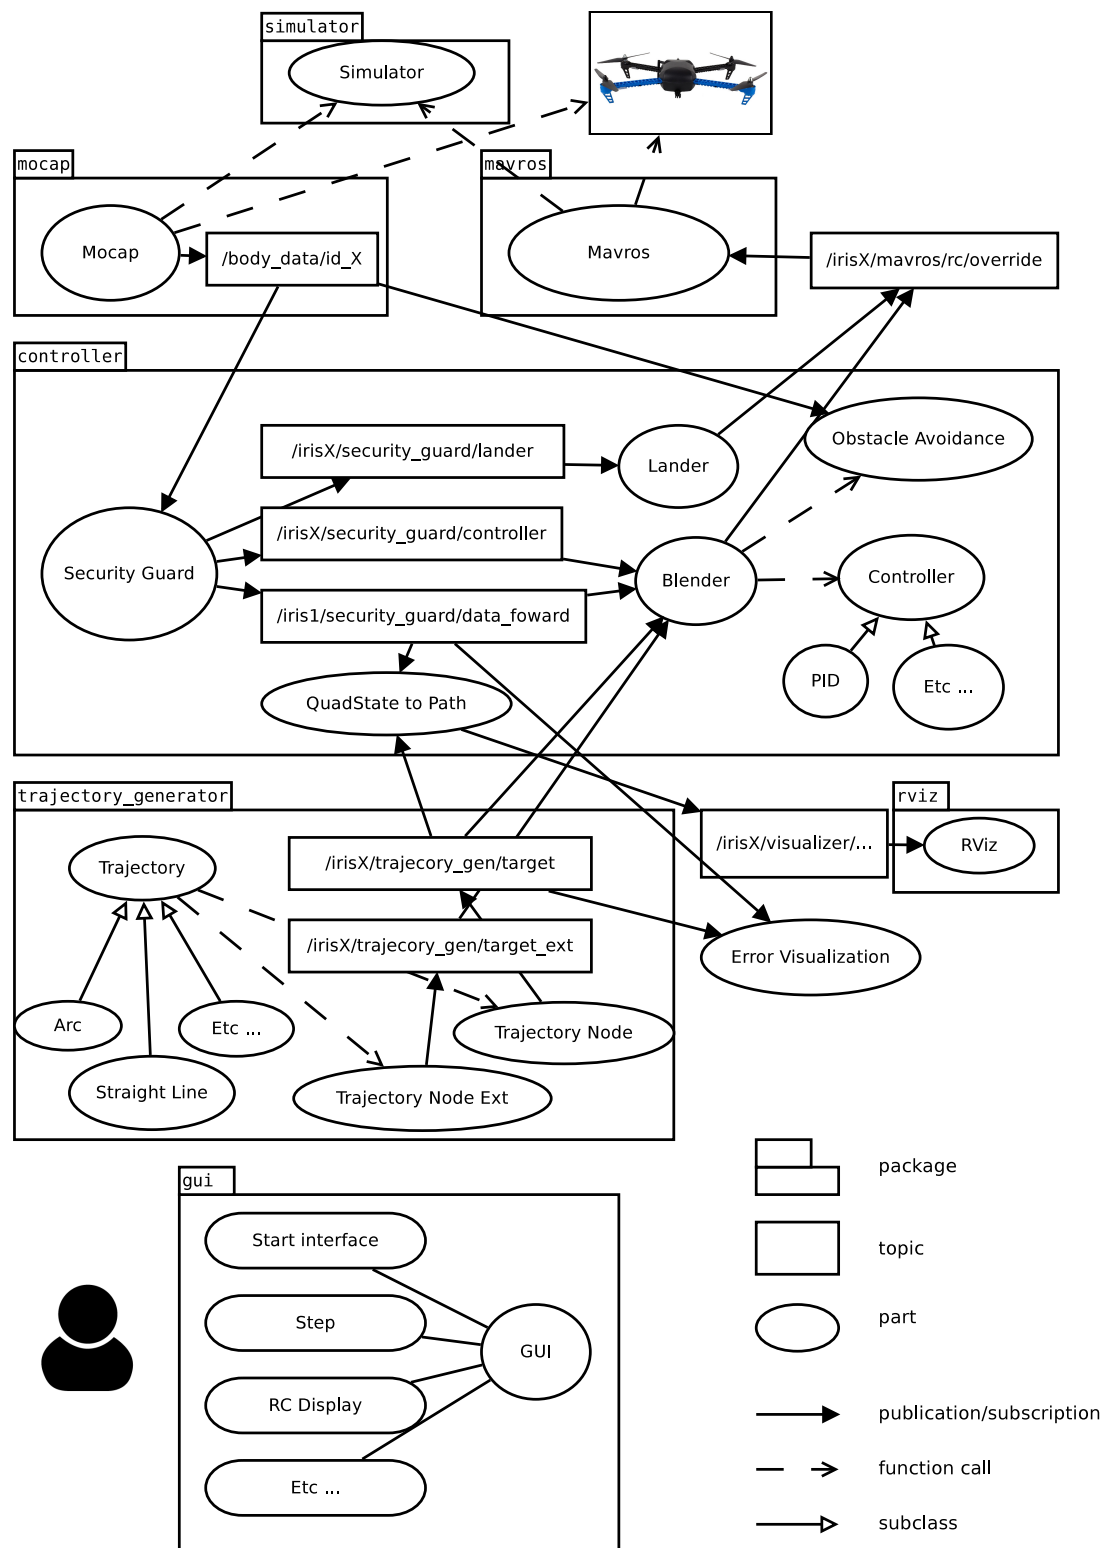 simulator
Simulator
mocap
mavros
Mocap
/body_data/id_X
Mavros
/irisX/mavros/rc/override
controller
/irisX/security_guard/lander
Lander
Obstacle Avoidance
/irisX/security_guard/controller
Security Guard
Blender
Controller
/iris1/security_guard/data_foward
PID
Etc ...
QuadState to Path
trajectory_generator
rviz
Trajectory
/irisX/trajecory_gen/target
/irisX/visualizer/...
RViz
/irisX/trajecory_gen/target_ext
Error Visualization
Arc
Etc ...
Trajectory Node
Straight Line
Trajectory Node Ext
gui
Start interface
Step
GUI
RC Display
Etc ...
package
topic
part
publication/subscription
function call
subclass